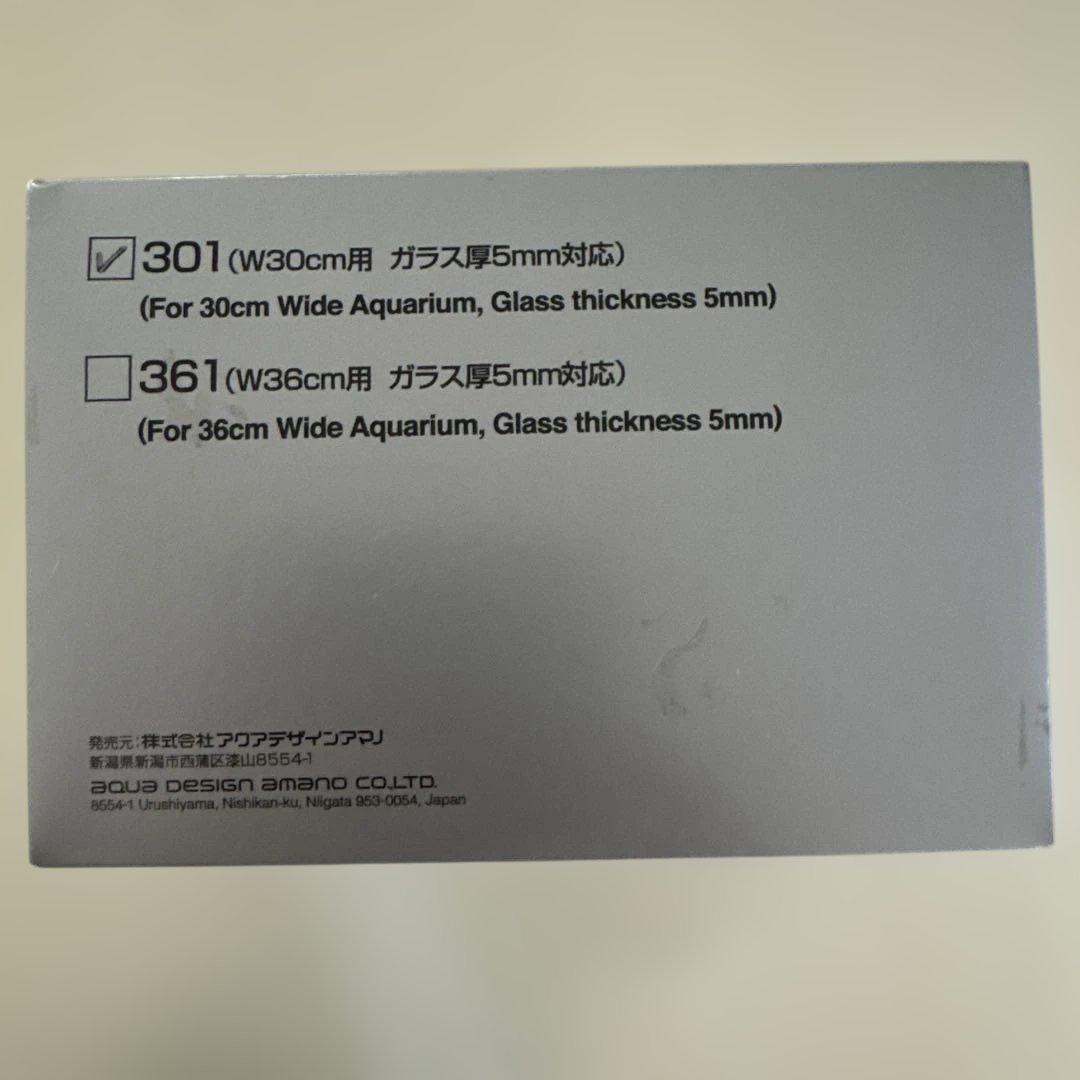 301(W30cm用 ガラス厚5mm対応)
(For 30cm Wide Aquarium, Glass thickness 5mm)
361(W36cm用 ガラス厚5mm対応)
(For 36cm Wide Aquarium, Glass thickness 5mm)
発売元:株式会社アクアデザインアマノ
新潟県新潟市西蒲区漆山8554-1
aqua design amano co.,ltd.
8554-1 Urushiyama, Nishikan-ku, Niigata 953-0054, Japan